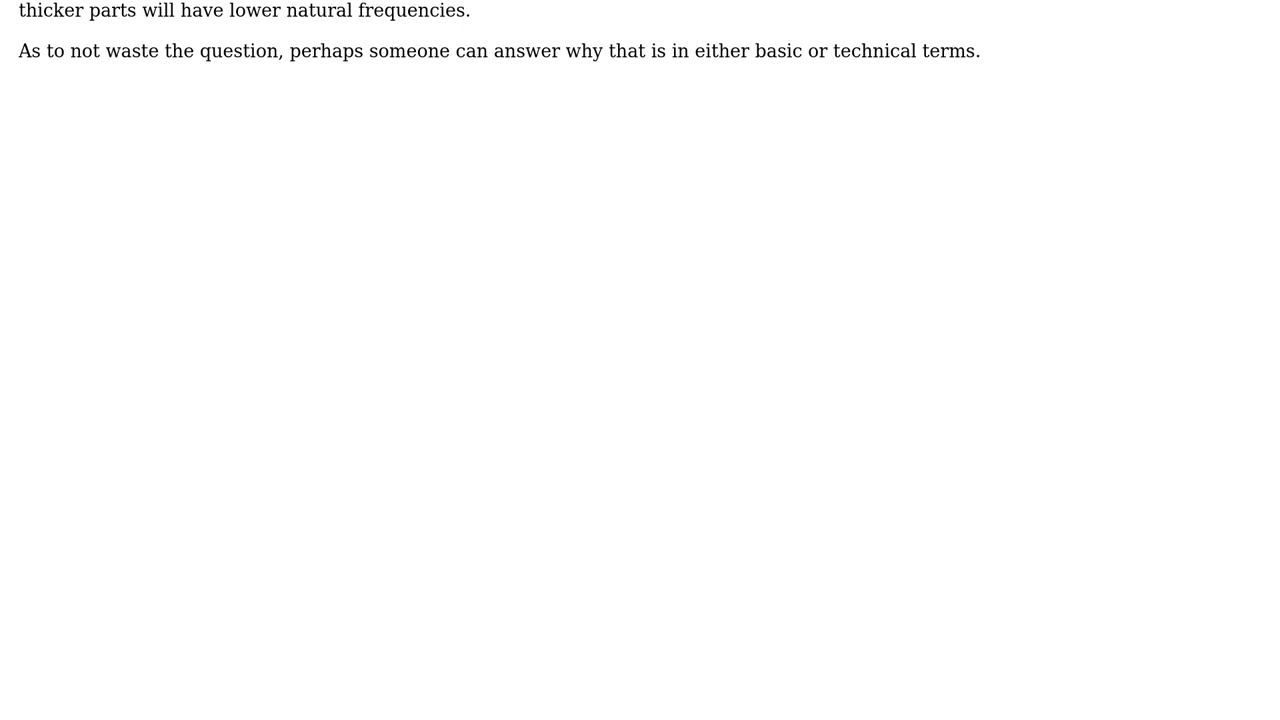 thicker parts will have lower natural frequencies.
As to not waste the question, perhaps someone can answer why that is in either basic or technical terms.